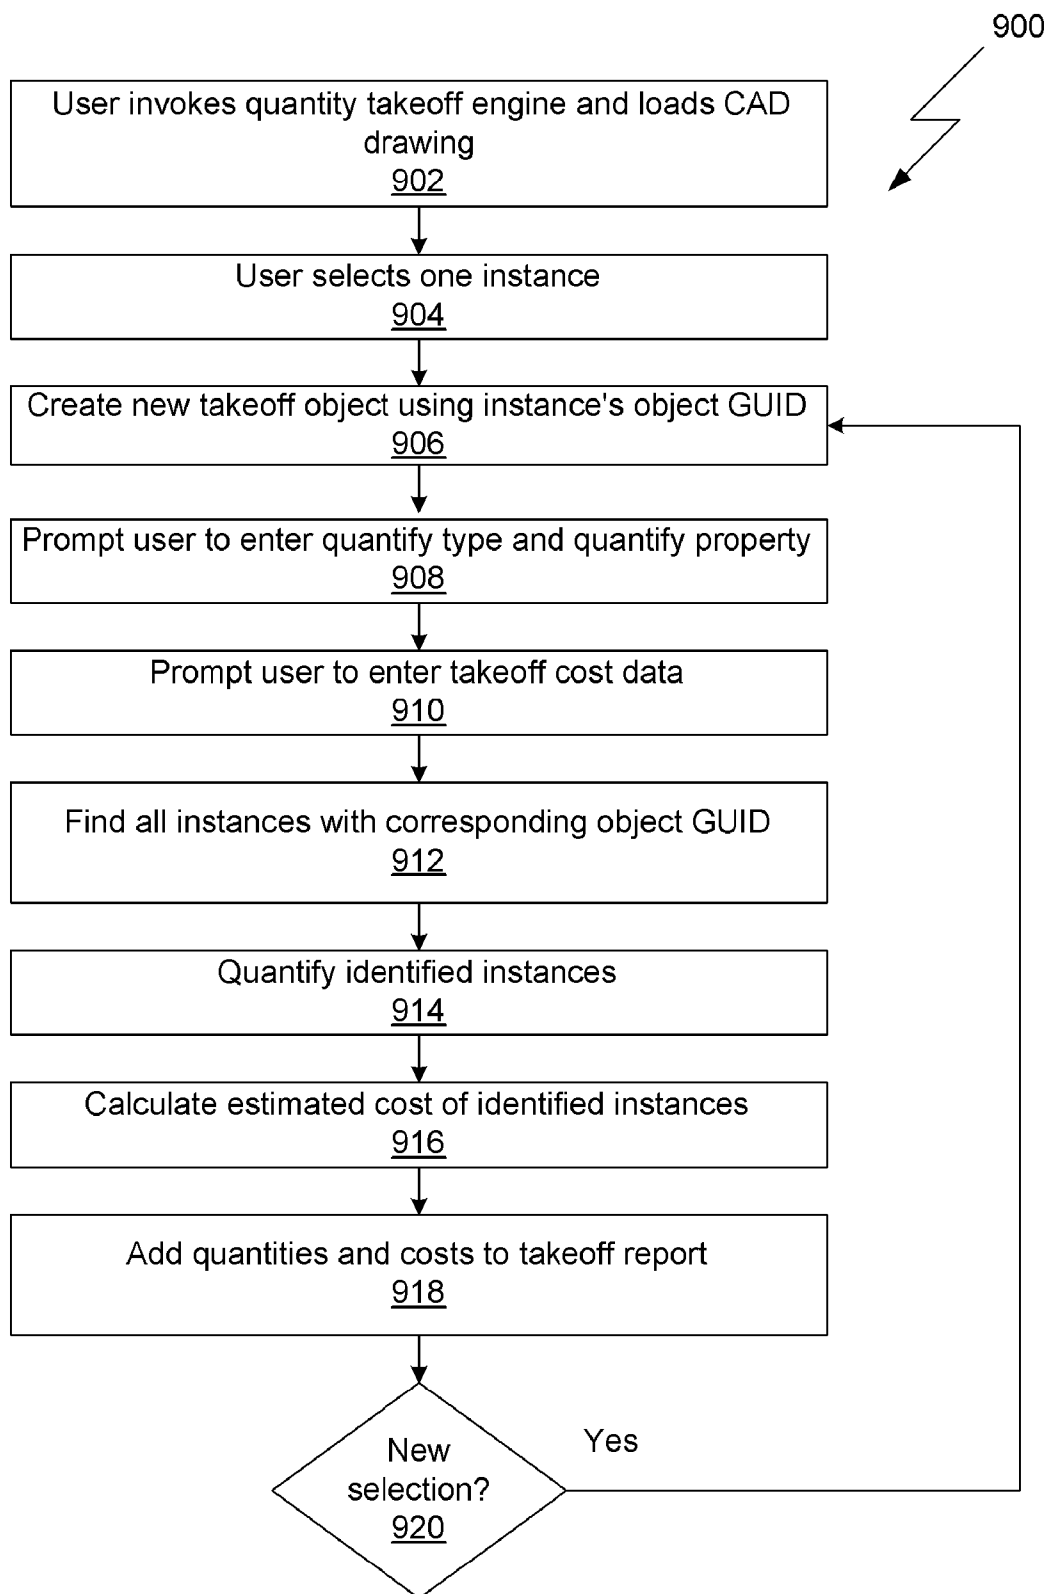 900
User invokes quantity takeoff engine and loads CAD
drawing
902
User selects one instance
904
Create new takeoff object using instance's object GUID
906
Prompt user to enter quantify type and quantify property
908
Prompt user to enter takeoff cost data
910
Find all instances with corresponding object GUID
912
Quantify identified instances
914
Calculate estimated cost of identified instances
916
Add quantities and costs to takeoff report
918
New
selection?
920
Yes